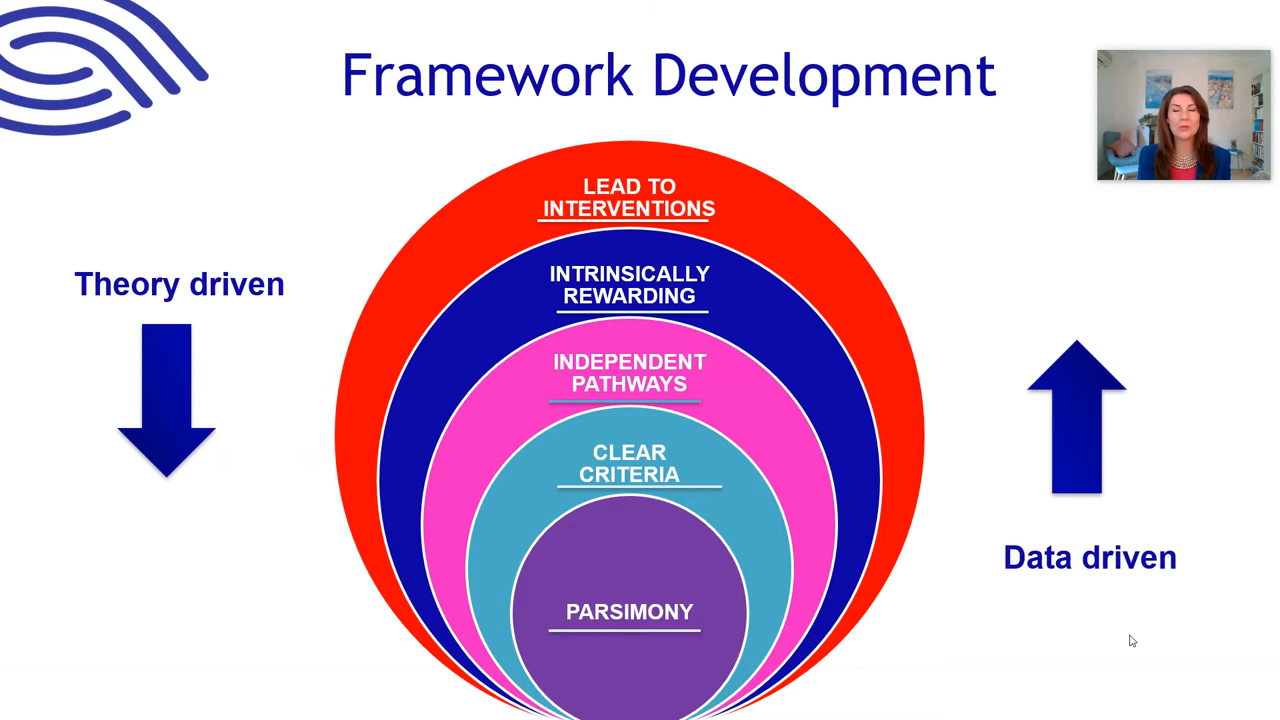 Framework Development
LEAD TO
INTERVENTIONS
INTRINSICALLY
REWARDING
Theory driven
INDEPENDENT
PATHWAYS
CLEAR
CRITERIA
Data driven
PARSIMONY